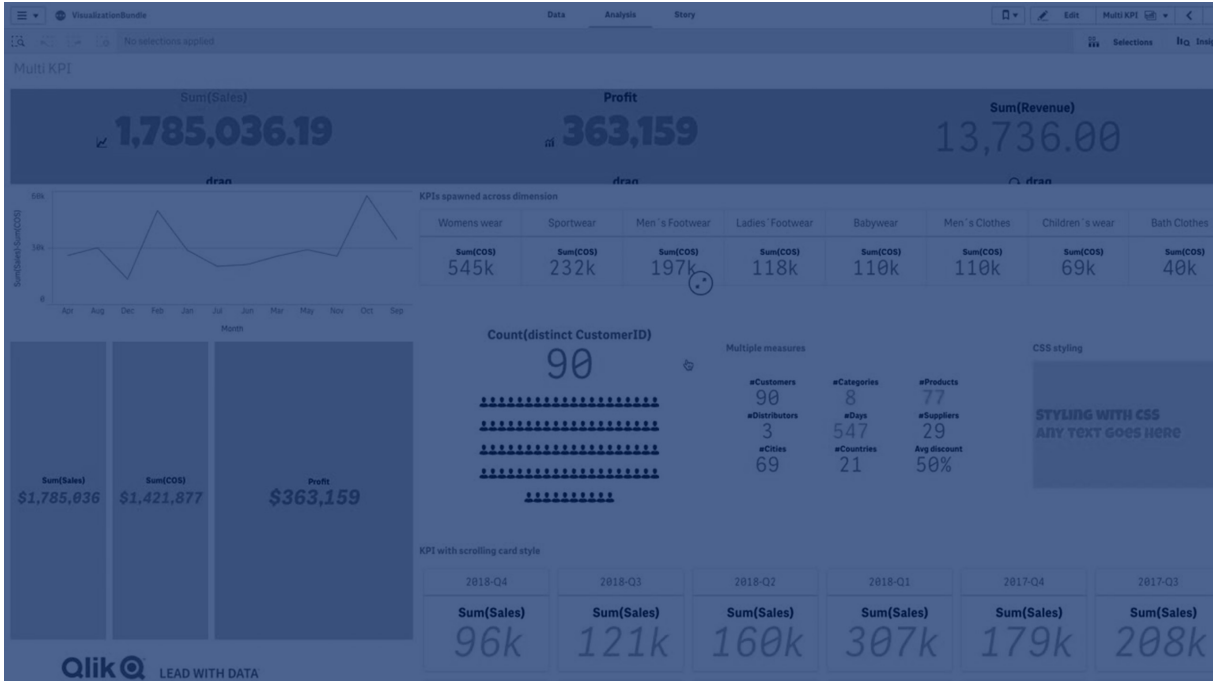 VisualizationBundle Data Analysis Story Edit Multi KPI
No selections applied Selections
Multi KPI
Sum(Sales) Profit Sum(Revenue)
1,785,036.19 363,159 13,736.00
drag drag drag
KPIs spawned across dimension
Womens wear Sportwear Men´s Footwear Ladies´Footwear Babywear Men´s Clothes Children´s wear Bath Clothes
Sum(COS) Sum(COS) Sum(COS) Sum(COS) Sum(COS) Sum(COS) Sum(COS) Sum(COS)
545k 232k 197k 118k 110k 110k 69k 40k
60k
30k
0
Sum(Sales)-Sum(COS)
Apr Aug Dec Feb Jan Jul Jun Mar May Nov Oct Sep
Month
Sum(Sales) Sum(COS) Profit
$1,785,036 $1,421,877 $363,159
Count(distinct CustomerID)
90
Multiple measures
#Customers #Categories #Products
90 8 77
#Distributors #Days #Suppliers
3 547 29
#Cities #Countries Avg discount
69 21 50%
CSS styling
STYLING WITH CSS
ANY TEXT GOES HERE
KPI with scrolling card style
2018-Q4 2018-Q3 2018-Q2 2018-Q1 2017-Q4 2017-Q3
Sum(Sales) Sum(Sales) Sum(Sales) Sum(Sales) Sum(Sales) Sum(Sales)
96k 121k 160k 307k 179k 208k
Qlik LEAD WITH DATA